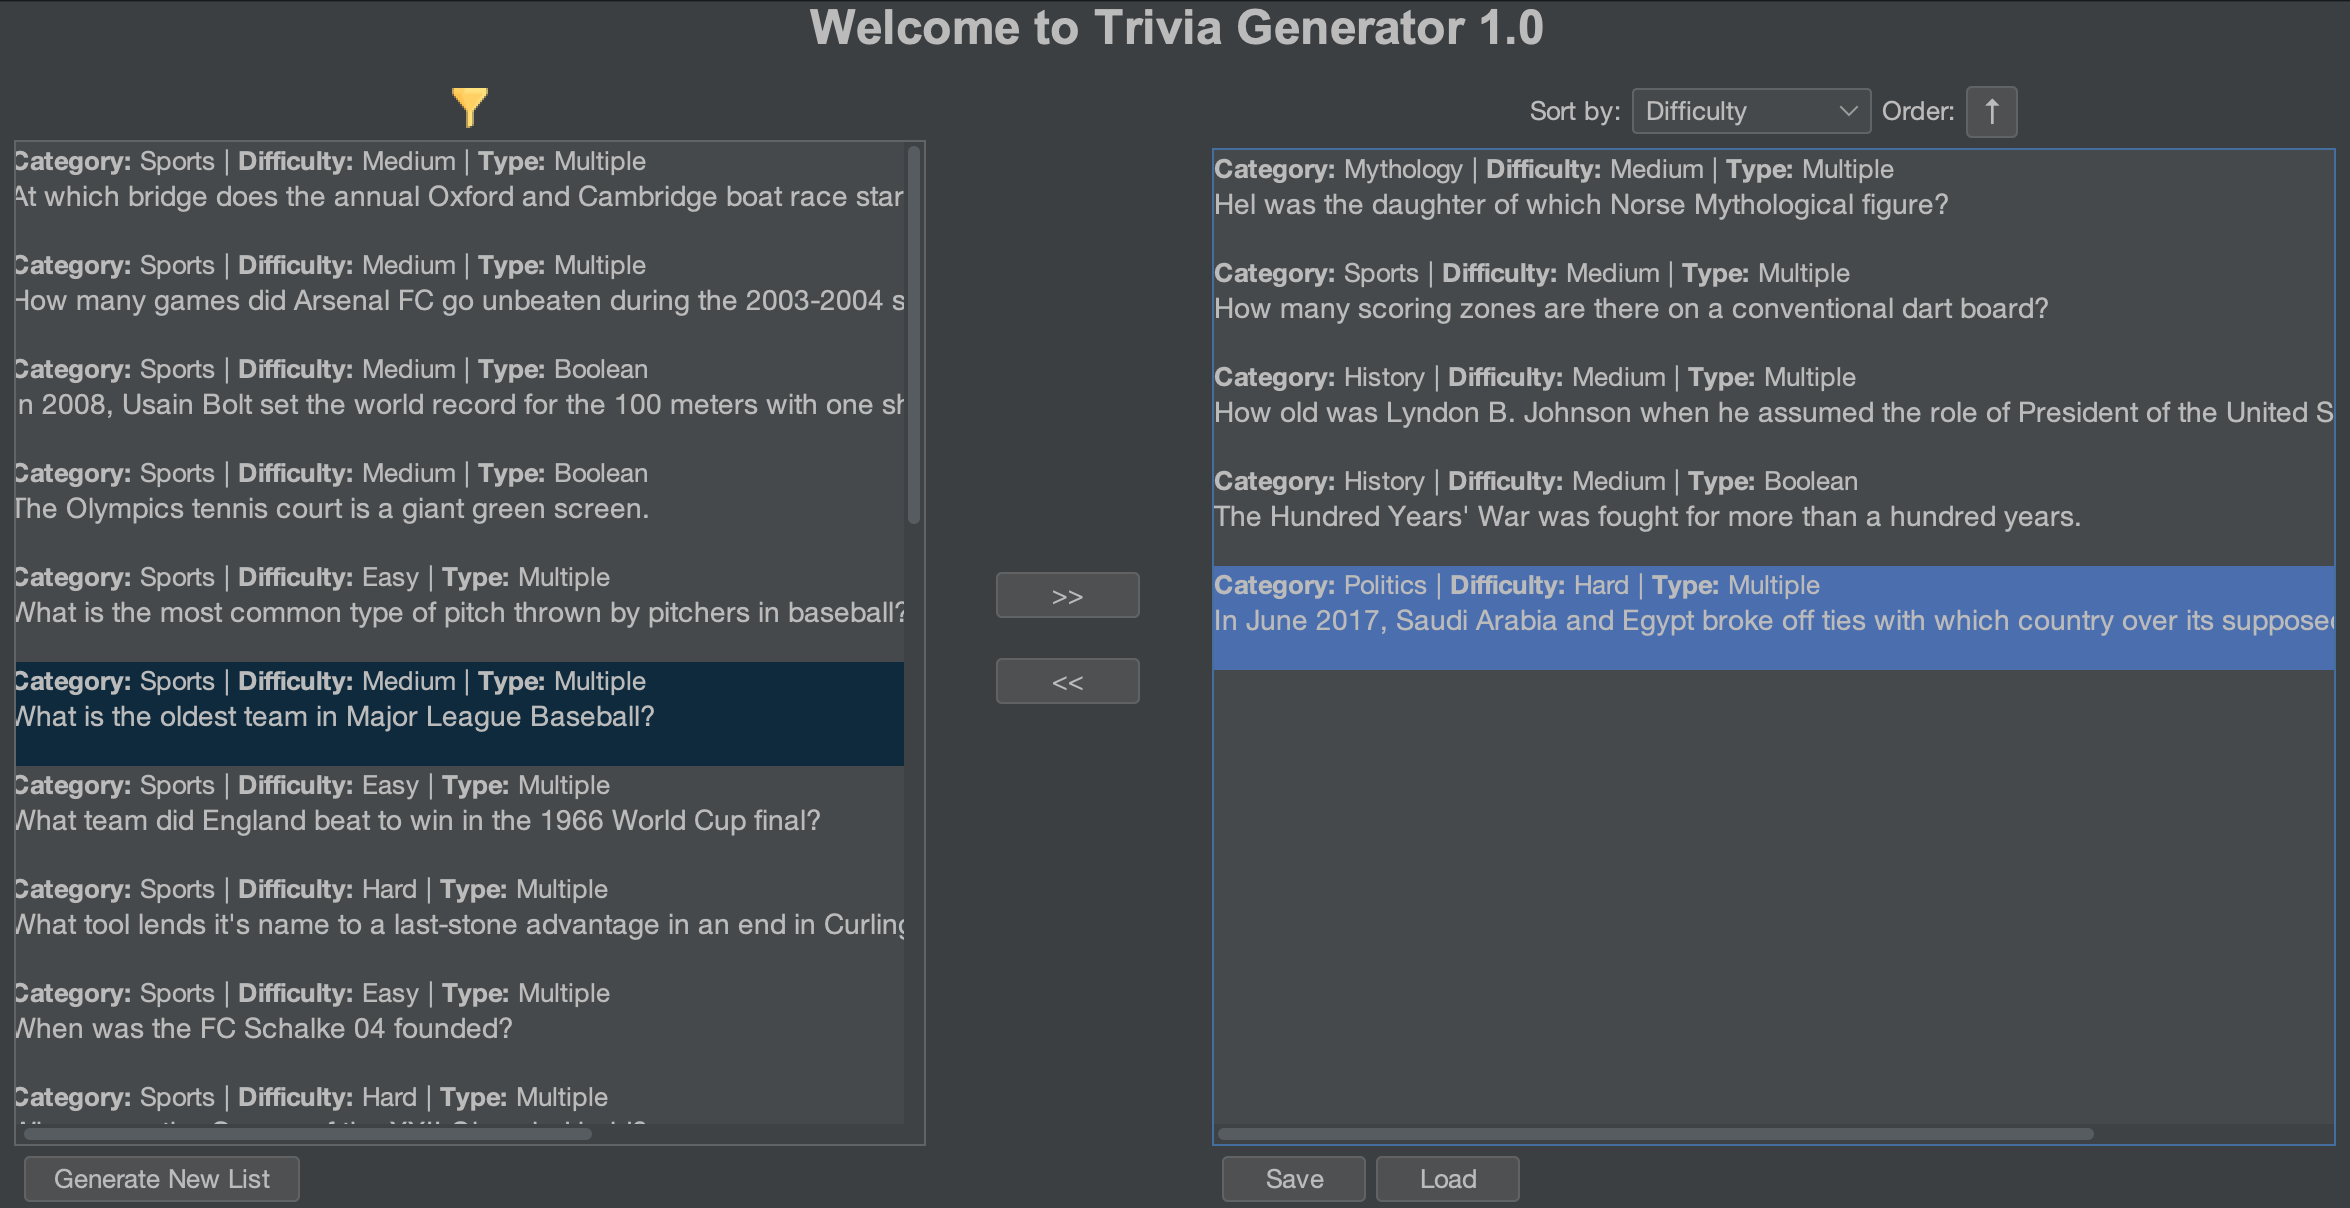 Welcome to Trivia Generator 1.0
Sort by: Difficulty Order: ↑
Category: Sports | Difficulty: Medium | Type: Multiple
At which bridge does the annual Oxford and Cambridge boat race star
Category: Sports | Difficulty: Medium | Type: Multiple
How many games did Arsenal FC go unbeaten during the 2003-2004 s
Category: Sports | Difficulty: Medium | Type: Boolean
n 2008, Usain Bolt set the world record for the 100 meters with one sh
Category: Sports | Difficulty: Medium | Type: Boolean
The Olympics tennis court is a giant green screen.
Category: Sports | Difficulty: Easy | Type: Multiple
What is the most common type of pitch thrown by pitchers in baseball?
Category: Sports | Difficulty: Medium | Type: Multiple
What is the oldest team in Major League Baseball?
Category: Sports | Difficulty: Easy | Type: Multiple
What team did England beat to win in the 1966 World Cup final?
Category: Sports | Difficulty: Hard | Type: Multiple
What tool lends it's name to a last-stone advantage in an end in Curling
Category: Sports | Difficulty: Easy | Type: Multiple
When was the FC Schalke 04 founded?
Category: Sports | Difficulty: Hard | Type: Multiple
Generate New List
>>
<<
Category: Mythology | Difficulty: Medium | Type: Multiple
Hel was the daughter of which Norse Mythological figure?
Category: Sports | Difficulty: Medium | Type: Multiple
How many scoring zones are there on a conventional dart board?
Category: History | Difficulty: Medium | Type: Multiple
How old was Lyndon B. Johnson when he assumed the role of President of the United S
Category: History | Difficulty: Medium | Type: Boolean
The Hundred Years' War was fought for more than a hundred years.
Category: Politics | Difficulty: Hard | Type: Multiple
In June 2017, Saudi Arabia and Egypt broke off ties with which country over its supposed
Save Load